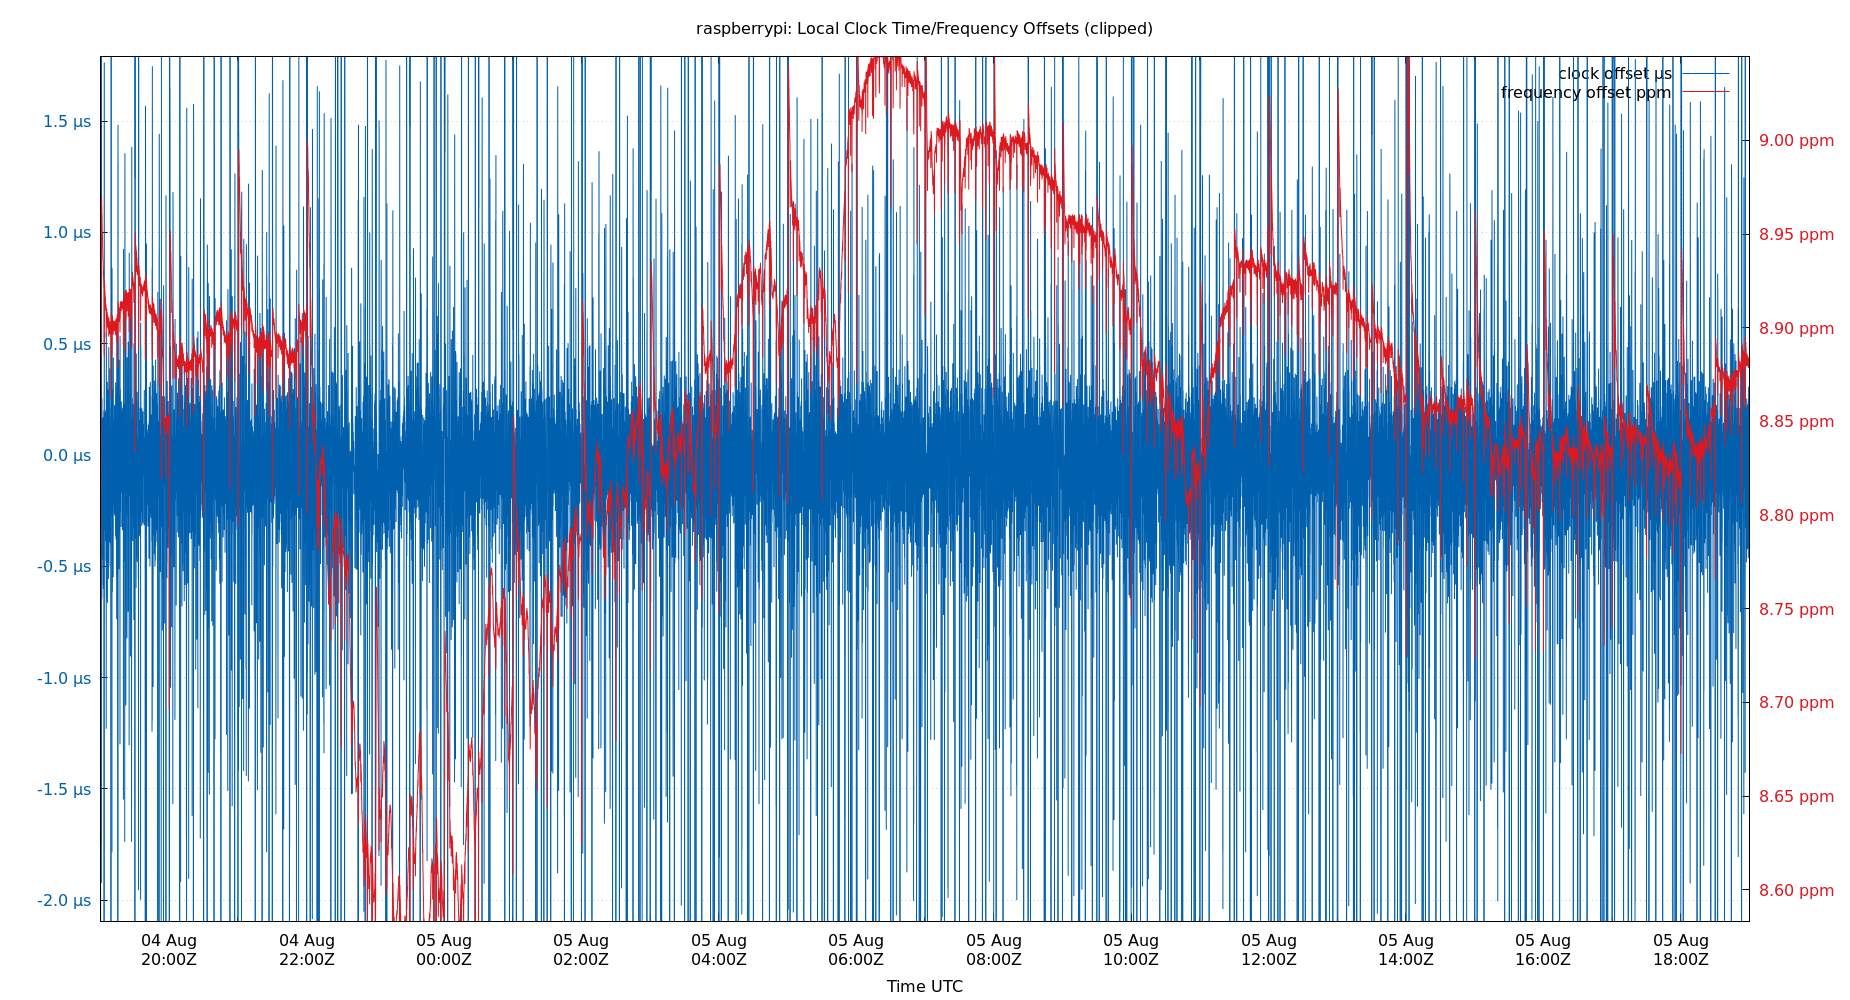 raspberrypi: Local Clock Time/Frequency Offsets (clipped)
clock offset µs
frequency offset ppm
1.5 µs
1.0 µs
0.5 µs
0.0 µs
-0.5 µs
-1.0 µs
-1.5 µs
-2.0 µs
9.00 ppm
8.95 ppm
8.90 ppm
8.85 ppm
8.80 ppm
8.75 ppm
8.70 ppm
8.65 ppm
8.60 ppm
04 Aug 04 Aug 05 Aug 05 Aug 05 Aug 05 Aug 05 Aug 05 Aug 05 Aug 05 Aug 05 Aug 05 Aug
20:00Z 22:00Z 00:00Z 02:00Z 04:00Z 06:00Z 08:00Z 10:00Z 12:00Z 14:00Z 16:00Z 18:00Z
Time UTC